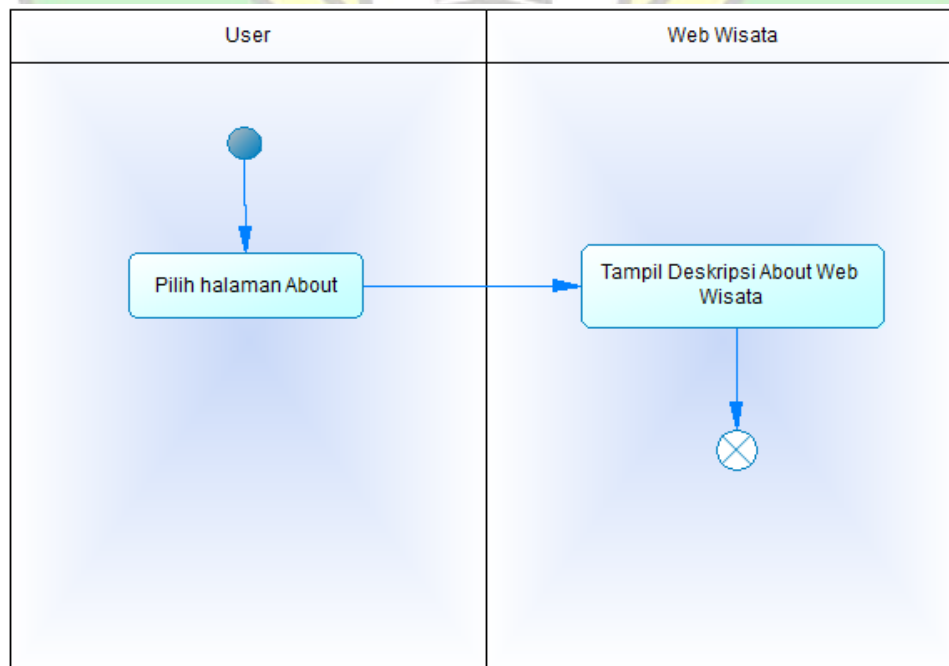 User
Web Wisata
Pilih halaman About
Tampil Deskripsi About Web
Wisata